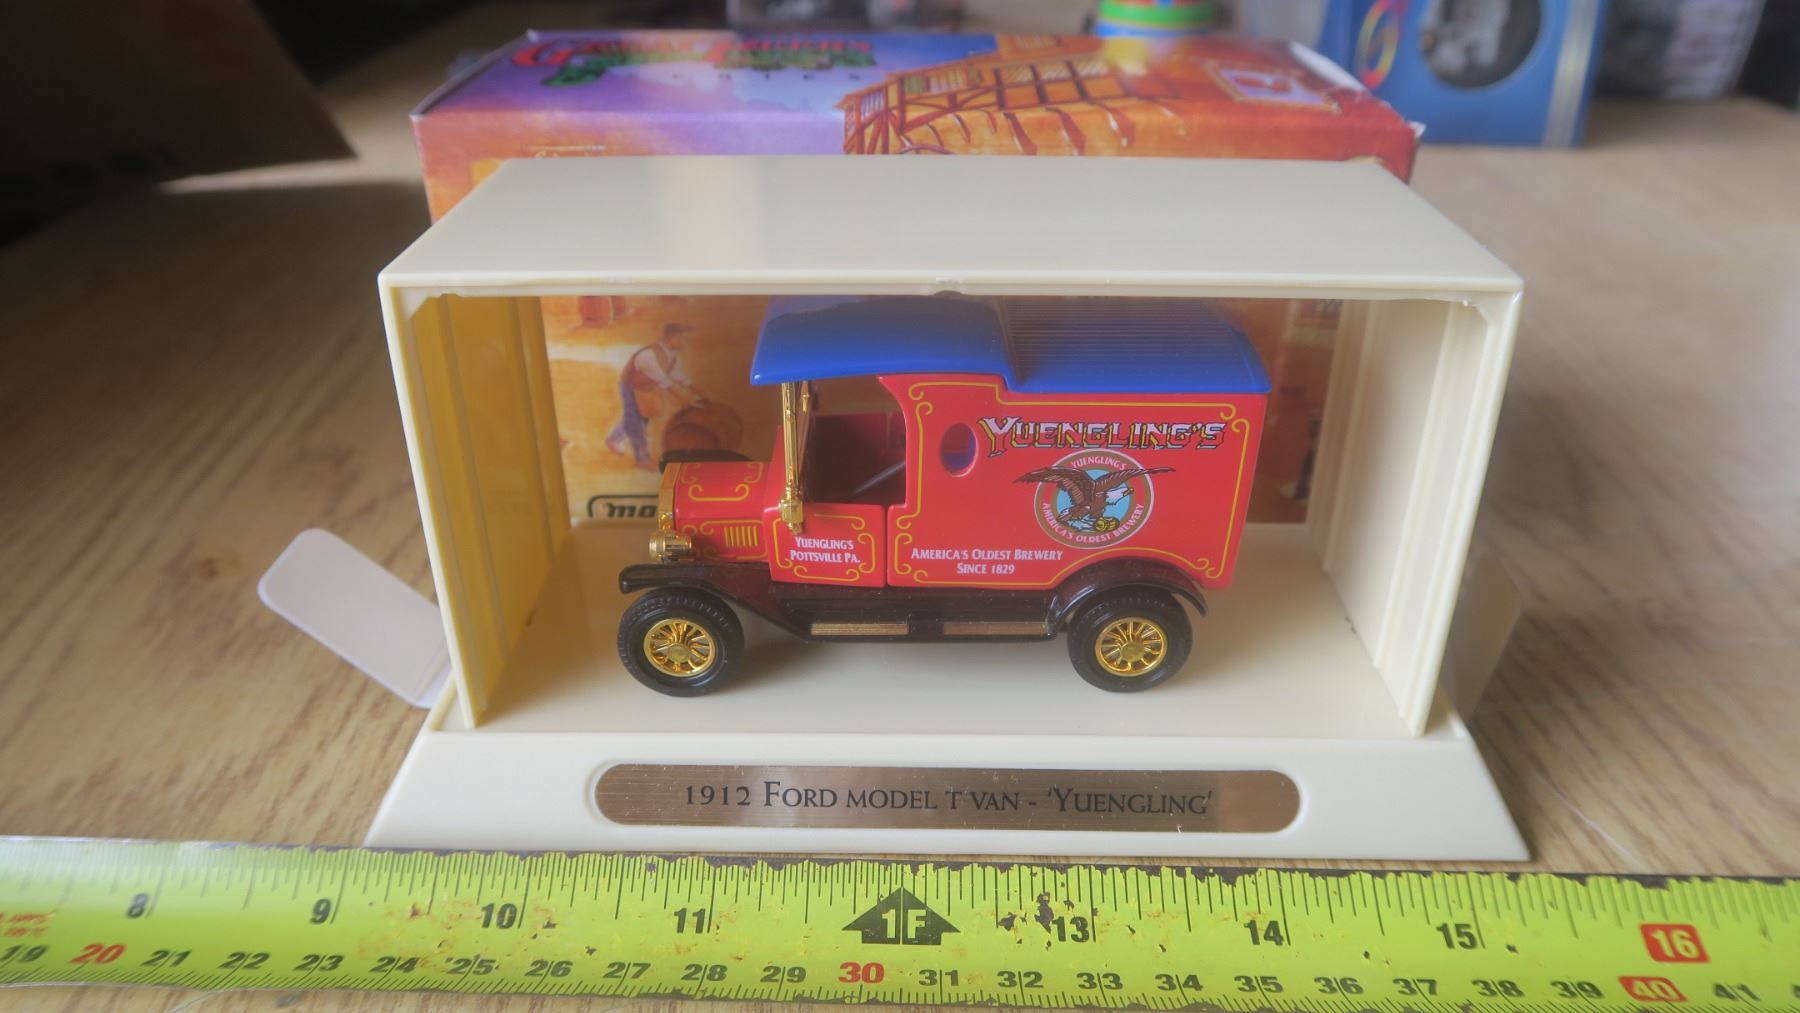 YUENGLING'S
YUENGLING'S
AMERICA'S OLDEST BREWERY
YUENGLING'S
POTTSVILLE PA.
AMERICA'S OLDEST BREWERY
SINCE 1829
1912 FORD MODEL T VAN - 'YUENGLING'
8 9 10 11 1F 13 14 15 16
19 20 21 22 23 24 25 26 27 28 29 30 31 32 33 34 35 36 37 38 39 40 41